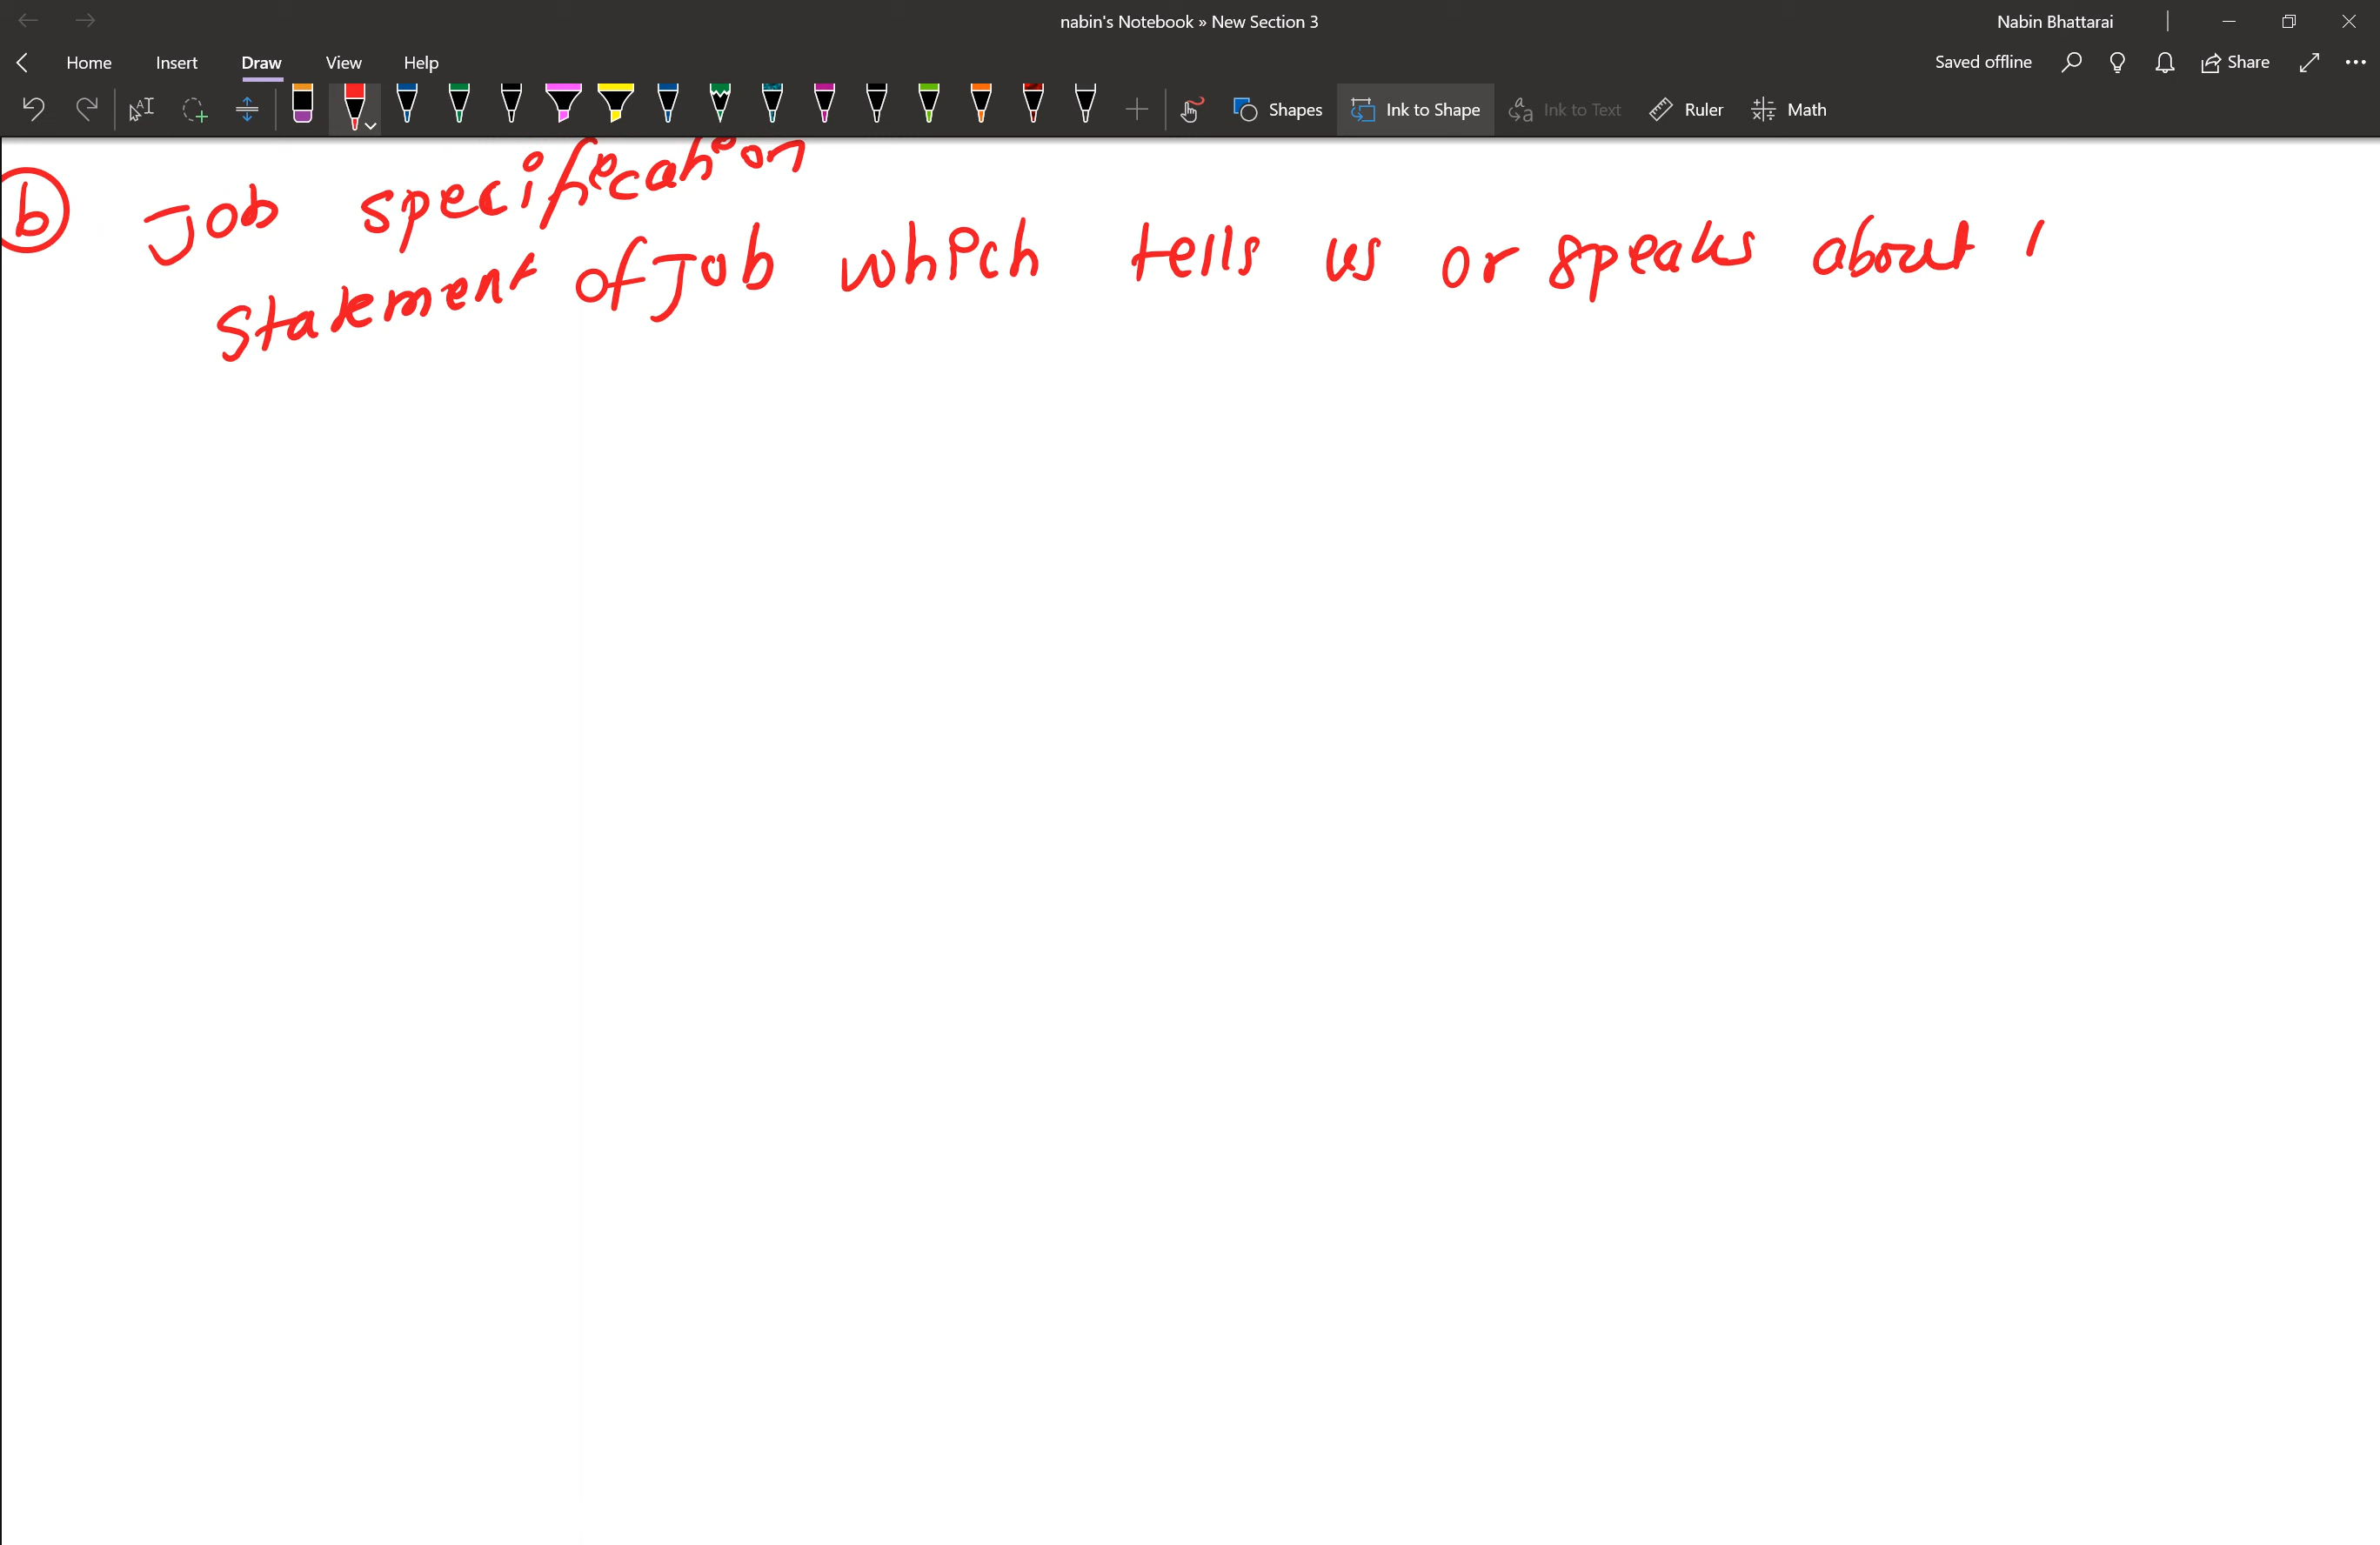 nabin's Notebook » New Section 3
Nabin Bhattarai
Home Insert Draw View Help
Saved offline Share
Shapes Ink to Shape Ink to Text Ruler Math
b Job specification
Statement of Job which tells us or speaks about